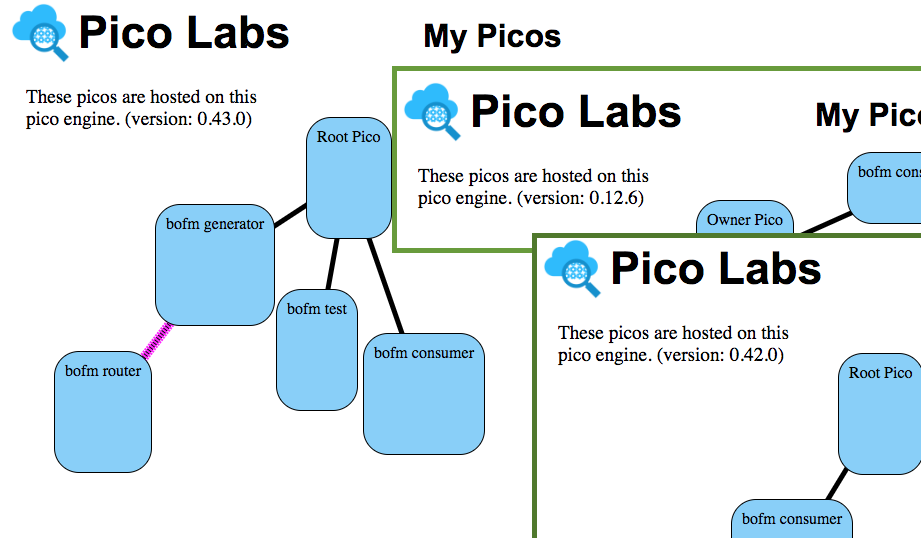 Pico Labs
My Picos
These picos are hosted on this
pico engine. (version: 0.43.0)
Root Pico
bofm generator
bofm test
bofm consumer
bofm router
Pico Labs
My Pic
These picos are hosted on this
pico engine. (version: 0.12.6)
bofm cons
Owner Pico
Pico Labs
These picos are hosted on this
pico engine. (version: 0.42.0)
Root Pico
bofm consumer